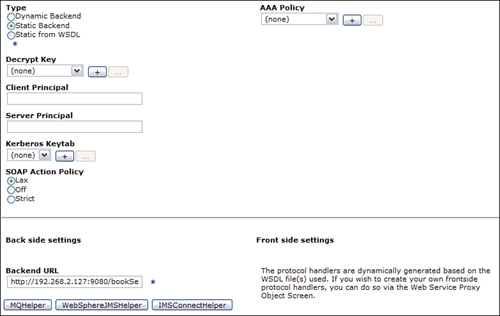 Type
Dynamic Backend
Static Backend
Static from WSDL
*
AAA Policy
(none) + ...
Decrypt Key
(none) + ...
Client Principal
Server Principal
Kerberos Keytab
(none) + ...
SOAP Action Policy
Lax
Off
Strict
Back side settings
Front side settings
Backend URL
http://192.268.2.127:9080/bookSe *
MQHelper WebSphereJMSHelper IMSConnectHelper
The protocol handlers are dynamically generated based on the
WSDL file(s) used. If you wish to create your own frontside
protocol handlers, you can do so via the Web Service Proxy
Object Screen.